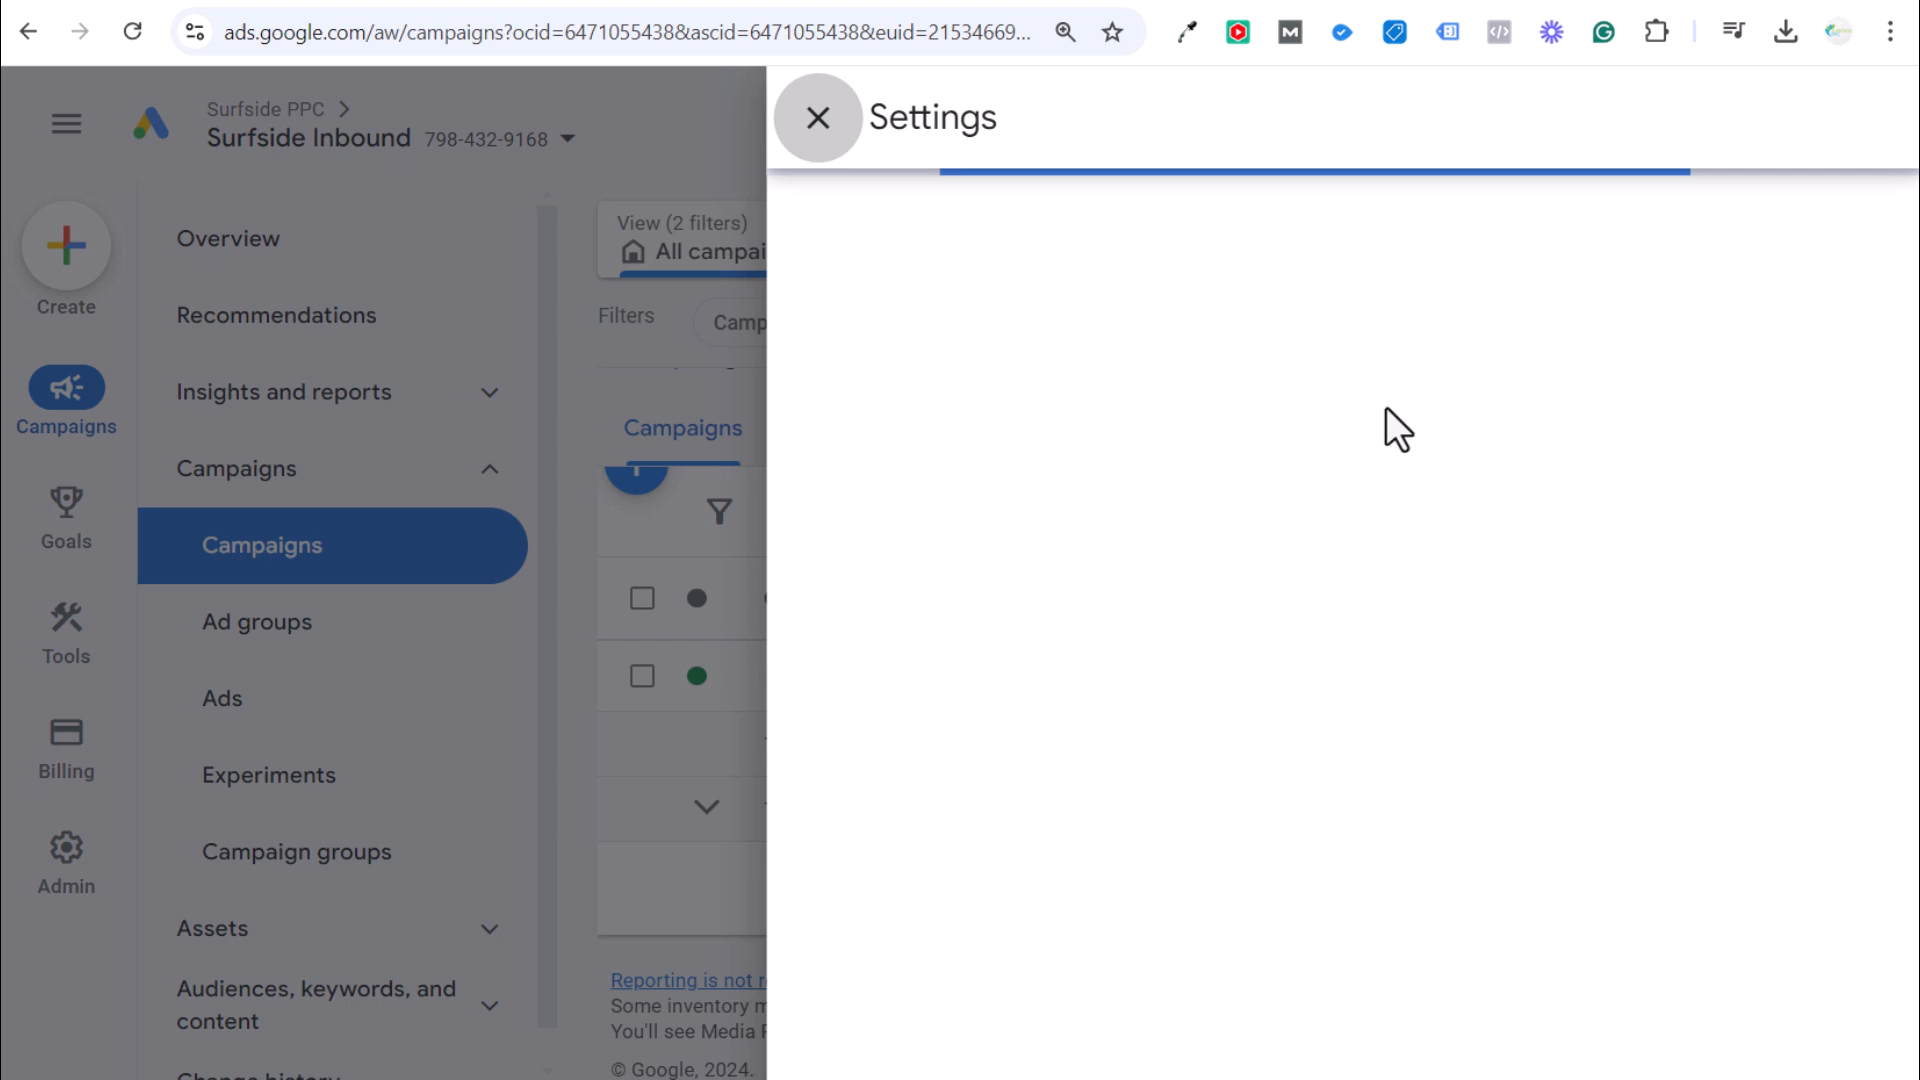 ads.google.com/aw/campaigns?ocid=6471055438&ascid=6471055438&euid=21534669...
Surfside PPC
Surfside Inbound 798-432-9168
Settings
Create
Campaigns
Goals
Tools
Billing
Admin
Overview
Recommendations
Insights and reports
Campaigns
Campaigns
Ad groups
Ads
Experiments
Campaign groups
Assets
Audiences, keywords, and
content
Change history
View (2 filters)
All campai
Filters
Camp
Campaigns
Reporting is not r
Some inventory m
You'll see Media
© Google, 2024.